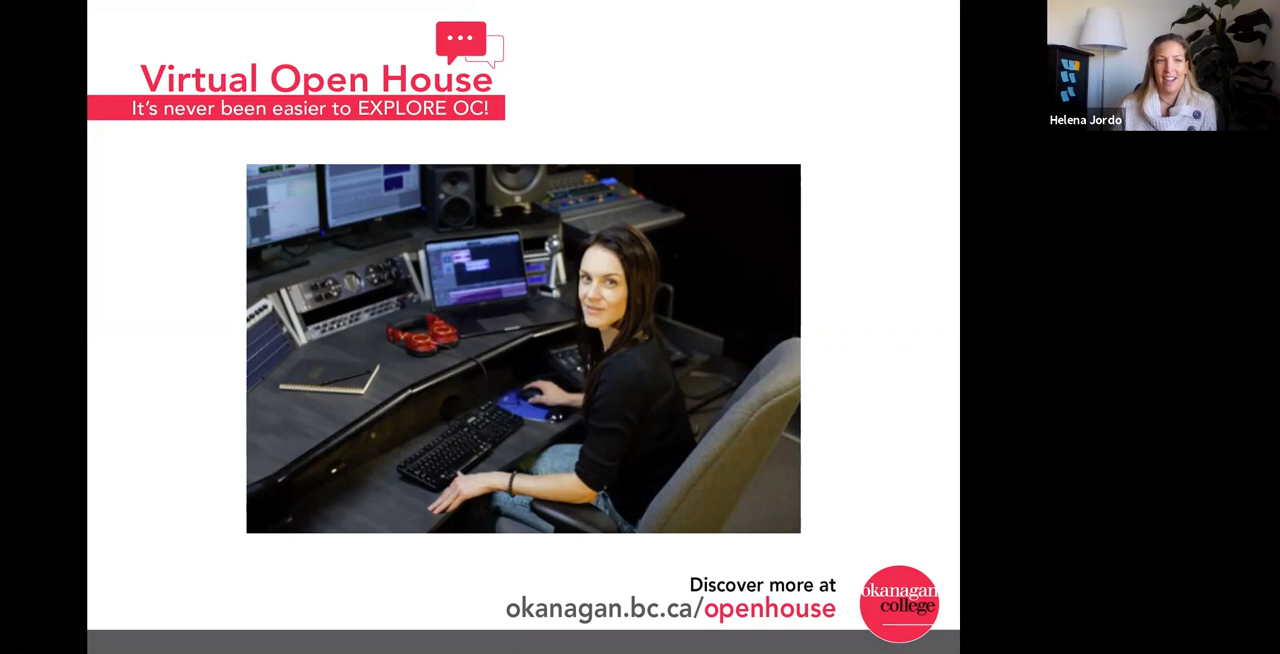 Virtual Open House
It's never been easier to EXPLORE OC!
Helena Jordo
Discover more at
okanagan.bc.ca/openhouse
okanagan
college